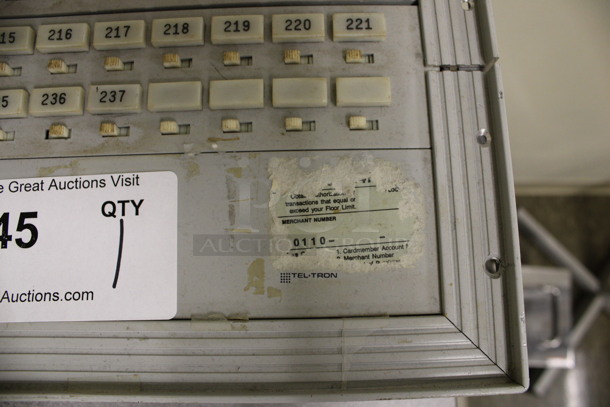 15 216 217 218 219 220 221
236 237
e Great Auctions Visit
45 QTY
1
Auctions.com
transactions that equal or
exceed your Floor Limit.
MERCHANT NUMBER
0110-
1. Cardmember Account
2. Merchant Number
TEL-TRON
AUCTION